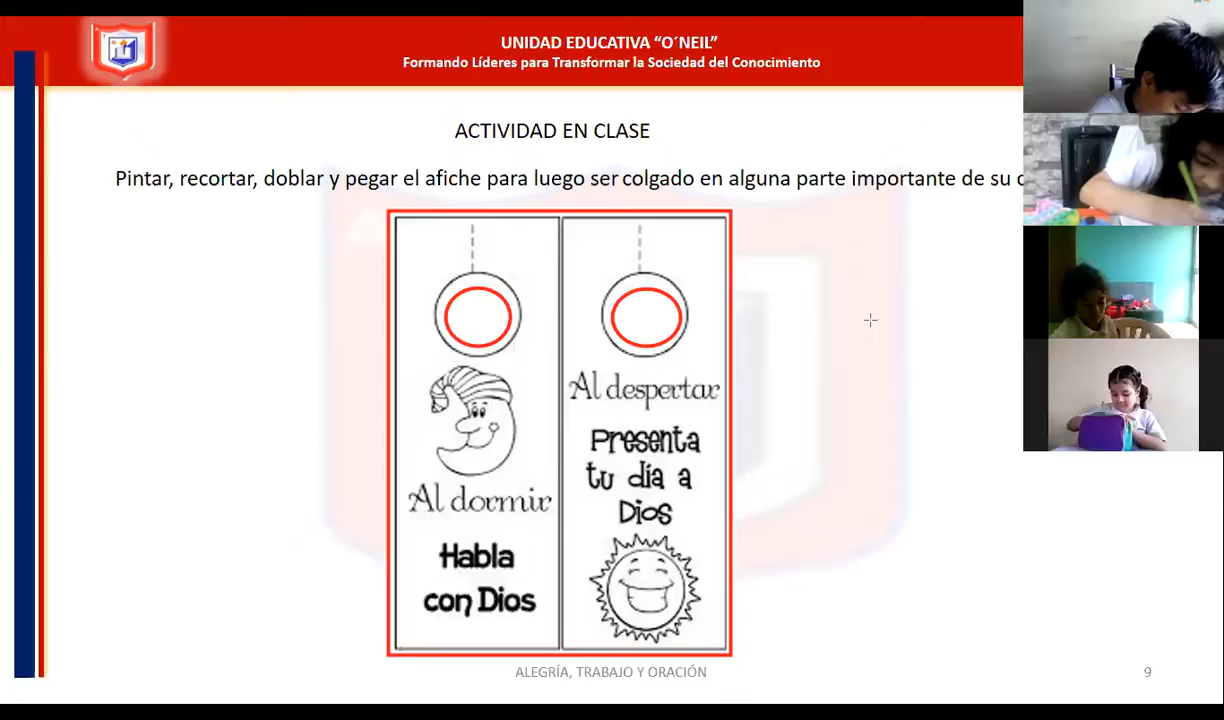 UNIDAD EDUCATIVA “O´NEIL”
Formando Líderes para Transformar la Sociedad del Conocimiento
ACTIVIDAD EN CLASE
Pintar, recortar, doblar y pegar el afiche para luego ser colgado en alguna parte importante de su
Al dormir
Habla
con Dios
Al despertar
Presenta
tu día a
Dios
ALEGRÍA, TRABAJO Y ORACIÓN
9